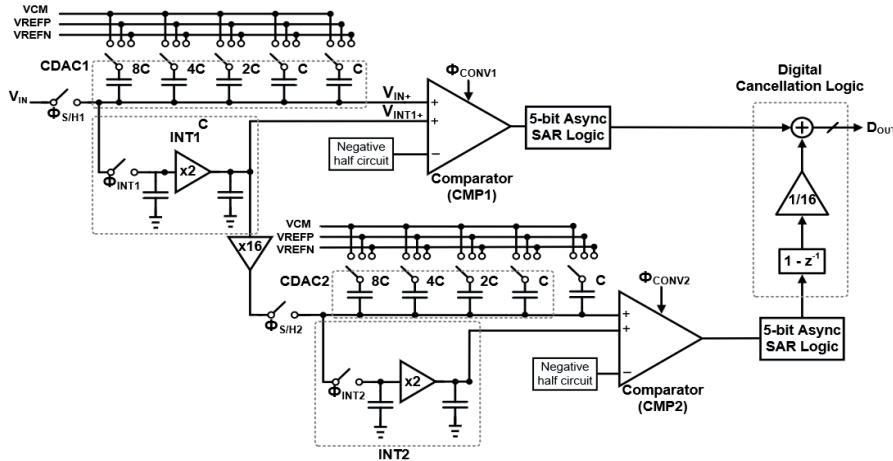 VCM
VREFP
VREFN
CDAC1
8C
4C
2C
C
C
VIN
ΦS/H1
VIN+
VINT1+
ΦCONV1
+
+
−
Negative
half circuit
Comparator
(CMP1)
5-bit Async
SAR Logic
Digital
Cancellation Logic
+
DOUT
C
INT1
ΦINT1
x2
x16
1/16
1 - z-1
VCM
VREFP
VREFN
CDAC2
8C
4C
2C
C
C
ΦS/H2
ΦCONV2
+
+
−
Negative
half circuit
Comparator
(CMP2)
5-bit Async
SAR Logic
ΦINT2
x2
INT2